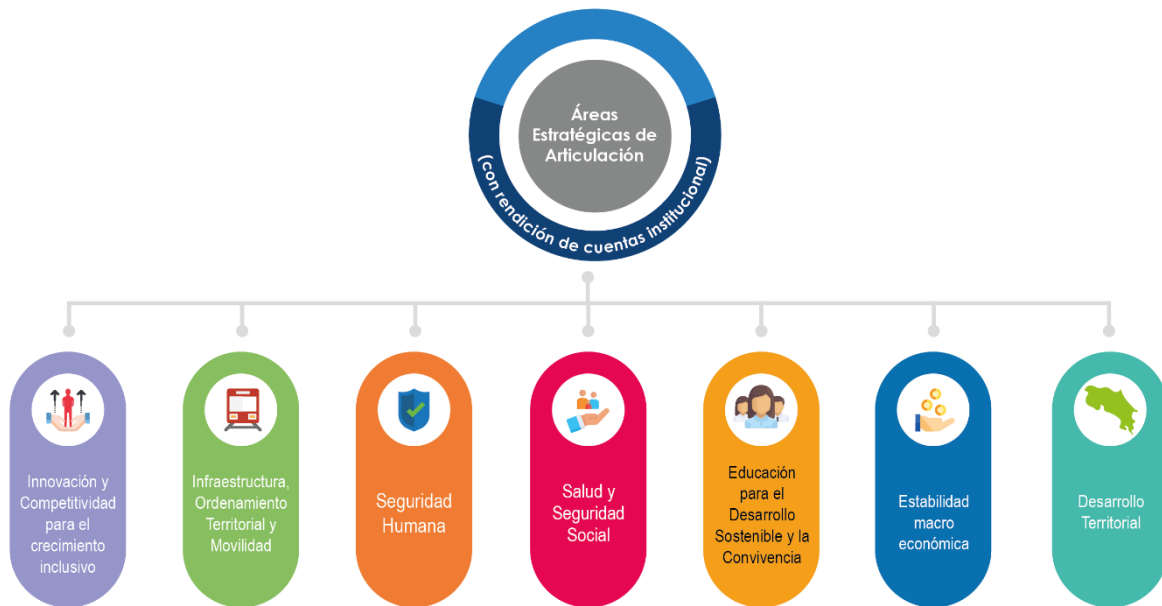 Áreas
Estratégicas de
Articulación
(con rendición de cuentas institucional)
Innovación y
Competitividad
para el
crecimiento
inclusivo
Infraestructura,
Ordenamiento
Territorial y
Movilidad
Seguridad
Humana
Salud y
Seguridad
Social
Educación
para el
Desarrollo
Sostenible y la
Convivencia
Estabilidad
macro
económica
Desarrollo
Territorial